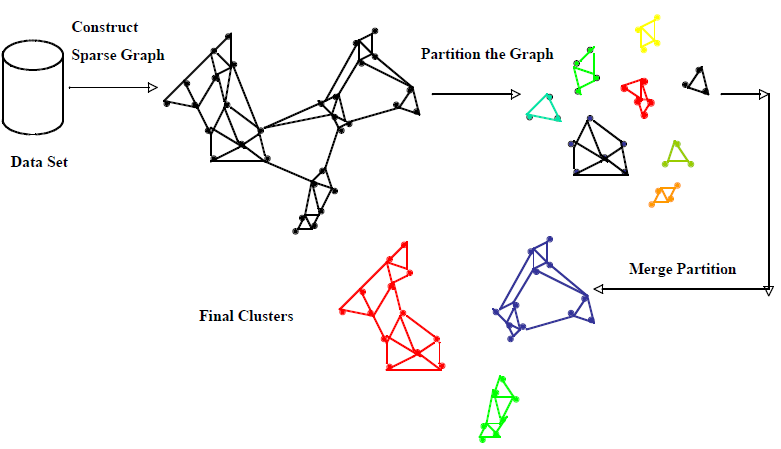 Construct
Sparse Graph
Partition the Graph
Data Set
Merge Partition
Final Clusters